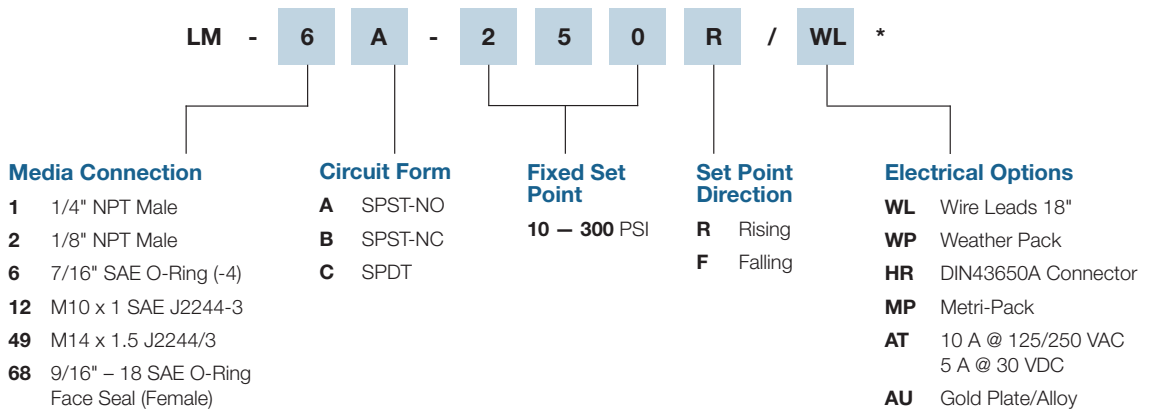 LM - 6 A - 2 5 0 R / WL *
Media Connection
1 1/4" NPT Male
2 1/8" NPT Male
6 7/16" SAE O-Ring (-4)
12 M10 x 1 SAE J2244-3
49 M14 x 1.5 J2244/3
68 9/16" – 18 SAE O-Ring
Face Seal (Female)
Circuit Form
A SPST-NO
B SPST-NC
C SPDT
Fixed Set
Point
10 — 300 PSI
Set Point
Direction
R Rising
F Falling
Electrical Options
WL Wire Leads 18"
WP Weather Pack
HR DIN43650A Connector
MP Metri-Pack
AT 10 A @ 125/250 VAC
5 A @ 30 VDC
AU Gold Plate/Alloy